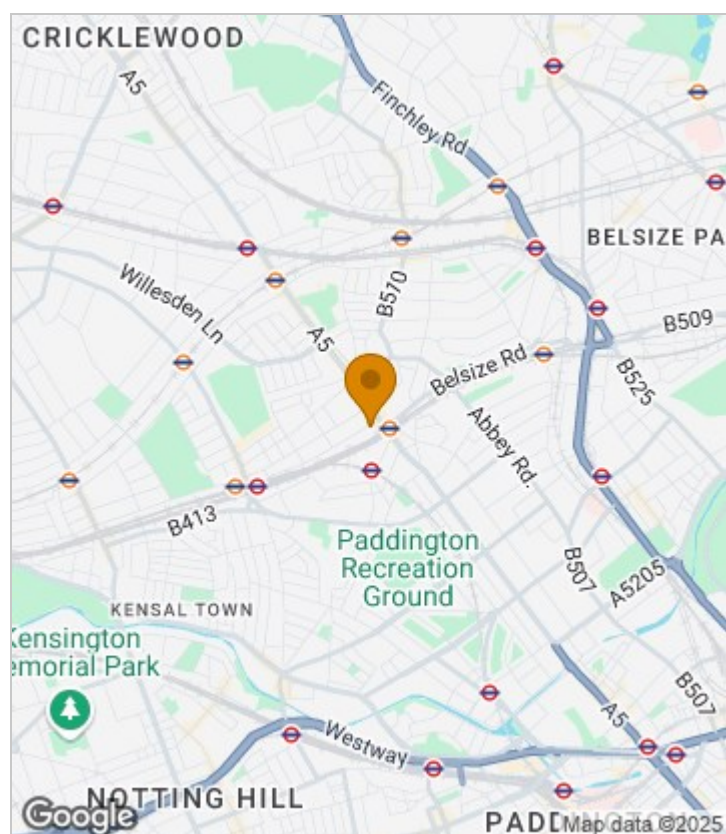 CRICKLEWOOD
A5
Finchley Rd
BELSIZE PA
Willesden Ln
B570
A5
B509
Belsize Rd
B525
Abbey Rd.
B413
Paddington
Recreation
Ground
B507
A5205
KENSAL TOWN
Kensington
emorial Park
B507
A5
Westway
NOTTING HILL
PADD
Google
Map data ©2025